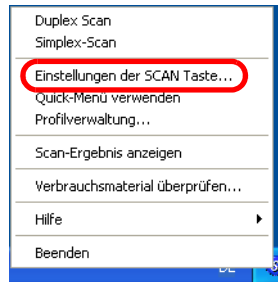 Duplex Scan
Simplex-Scan
Einstellungen der SCAN Taste...
Quick-Menü verwenden
Profilverwaltung...
Scan-Ergebnis anzeigen
Verbrauchsmaterial überprüfen...
Hilfe
Beenden